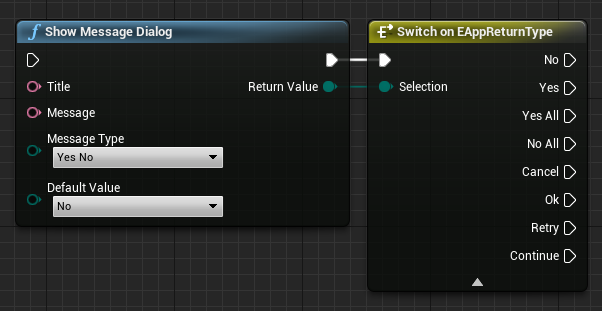 Show Message Dialog
Title
Return Value
Message
Message Type
Yes No
Default Value
No
Switch on EAppReturnType
Selection
No
Yes
Yes All
No All
Cancel
Ok
Retry
Continue